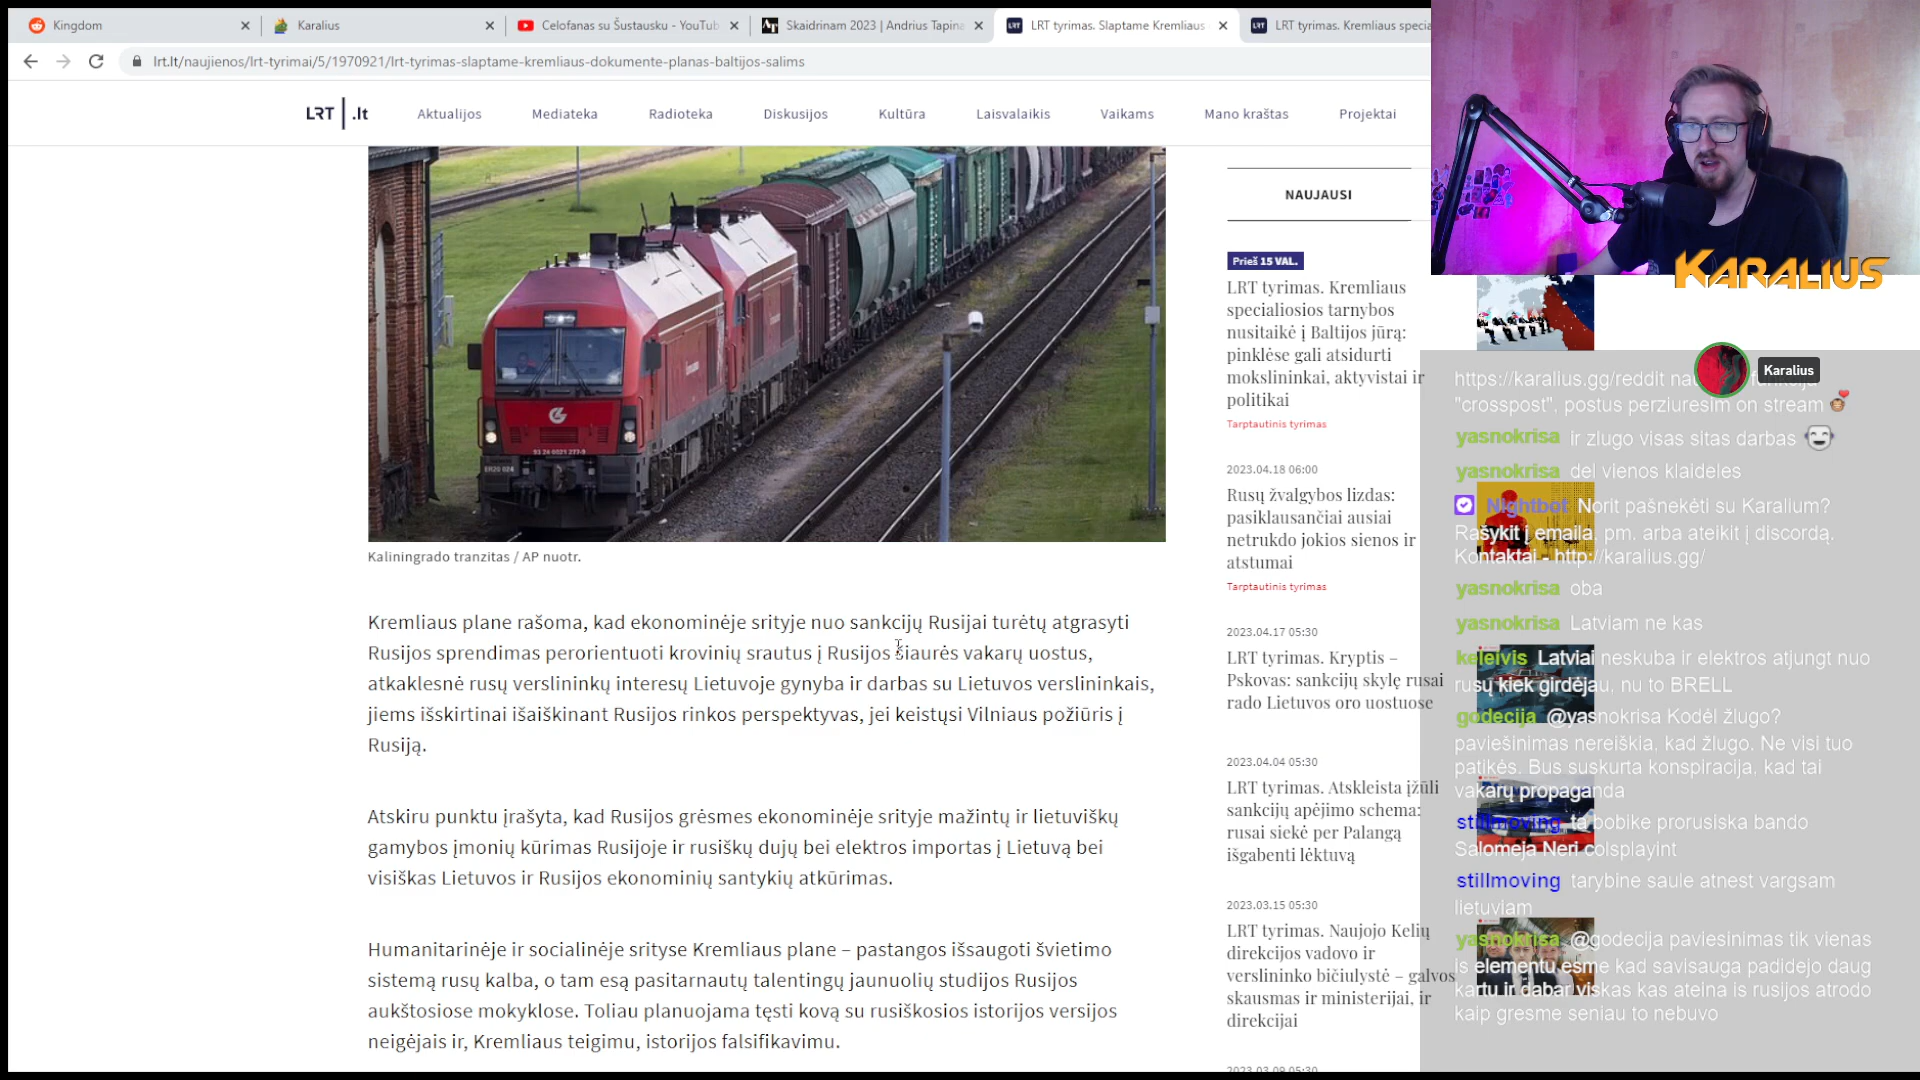 Kingdom
Karalius
Celofanas su Šustausku - YouTub
Skaidrinam 2023 | Andrius Tapina
LRT tyrimas. Slaptame Kremliaus
LRT tyrimas. Kremliaus specia
lrt.lt/naujienos/lrt-tyrimai/5/1970921/lrt-tyrimas-slaptame-kremliaus-dokumente-planas-baltijos-salims
LRT .lt
Aktualijos
Mediateka
Radioteka
Diskusijos
Kultūra
Laisvalaikis
Vaikams
Mano kraštas
Projektai
Kaliningrado tranzitas / AP nuotr.
Kremliaus plane rašoma, kad ekonominėje srityje nuo sankcijų Rusijai turėtų atgrasyti
Rusijos sprendimas perorientuoti krovinių srautus į Rusijos šiaurės vakarų uostus,
atkaklesnė rusų verslininkų interesų Lietuvoje gynyba ir darbas su Lietuvos verslininkais,
jiems išskirtinai išaiškinant Rusijos rinkos perspektyvas, jei keistųsi Vilniaus požiūris į
Rusiją.
Atskiru punktu įrašyta, kad Rusijos grėsmes ekonominėje srityje mažintų ir lietuviškų
gamybos įmonių kūrimas Rusijoje ir rusiškų dujų bei elektros importas į Lietuvą bei
visiškas Lietuvos ir Rusijos ekonominių santykių atkūrimas.
Humanitarinėje ir socialinėje srityse Kremliaus plane – pastangos išsaugoti švietimo
sistemą rusų kalba, o tam esą pasitarnautų talentingų jaunuolių studijos Rusijos
aukštosiose mokyklose. Toliau planuojama tęsti kovą su rusiškosios istorijos versijos
neigėjais ir, Kremliaus teigimu, istorijos falsifikavimu.
NAUJAUSI
Prieš 15 VAL.
LRT tyrimas. Kremliaus
specialiosios tarnybos
nusitaikė į Baltijos jūrą:
pinklėse gali atsidurti
mokslininkai, aktyvistai ir
politikai
Tarptautinis tyrimas
2023.04.18 06:00
Rusų žvalgybos lizdas:
pasiklausančiai ausiai
netrukdo jokios sienos ir
atstumai
Tarptautinis tyrimas
2023.04.17 05:30
LRT tyrimas. Kryptis –
Pskovas: sankcijų skylę rusai
rado Lietuvos oro uostuose
2023.04.04 05:30
LRT tyrimas. Atskleista įžūli
sankcijų apėjimo schema:
rusai siekė per Palangą
išgabenti lėktuvą
2023.03.15 05:30
LRT tyrimas. Naujojo Kelių
direkcijos vadovo ir
verslininko bičiulystė – galvos
skausmas ir ministerijai, ir
direkcijai
2023.03.09 05:30
KARALIUS
Karalius
https://karalius.gg/reddit
"crosspost", postus perziuresim on stream
yasnokrisa ir zlugo visas sitas darbas
yasnokrisa del vienos klaideles
Nightbot Norit pašnekėti su Karalium?
Rašykit į emailą, pm. arba ateikit į discordą.
Kontaktai - http://karalius.gg/
yasnokrisa oba
yasnokrisa Latviam ne kas
keleivis Latviai neskuba ir elektros atjungt nuo
rusų kiek girdėjau, nu to BRELL
godecija @yasnokrisa Kodėl žlugo?
paviešinimas nereiškia, kad žlugo. Ne visi tuo
patikės. Bus suskurta konspiracija, kad tai
vakarų propaganda
stillmoving ta bobike prorusiska bando
Salomeja Neri colsplayint
stillmoving tarybine saule atnest vargsam
lietuviam
yasnokrisa @godecija paviesinimas tik vienas
is elementu,esme kad savisauga padidejo daug
kartu ir dabar viskas kas ateina is rusijos atrodo
kaip gresme seniau to nebuvo